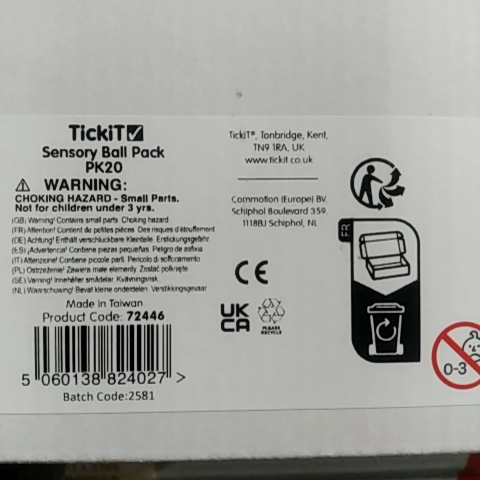 TickiT
Sensory Ball Pack
PK20
WARNING:
CHOKING HAZARD - Small Parts.
Not for children under 3 yrs.
(GB) Warning! Contains small parts. Choking hazard.
(FR) Attention! Contient de petites pièces. Des risques d'étouffement
(DE) Achtung! Enthält verschluckbare Kleinteile. Erstickungsgefahr
(ES) ¡Advertencia! Contiene piezas pequeñas. Peligro de asfixia
(IT) Attenzione! Contiene piccole parti. Pericolo di soffocamento
(PL) Ostrzeżenie! Zawiera małe elementy. Zostać połknięte
(SE) Varning! Innehåller smådelar. Kvävningsrisk
(NL) Waarschuwing! Bevat kleine onderdelen. Verstikkingsgevaar
Made in Taiwan
Product Code: 72446
5 060138 824027 >
Batch Code:2581
TickiT®, Tonbridge, Kent,
TN9 1RA, UK
www.tickit.co.uk
Cornmotion (Europe) BV,
Schiphol Boulevard 359,
1118BJ Schiphol, NL
CE
UK
CA
PLEASE
RECYCLE
FR
0-3